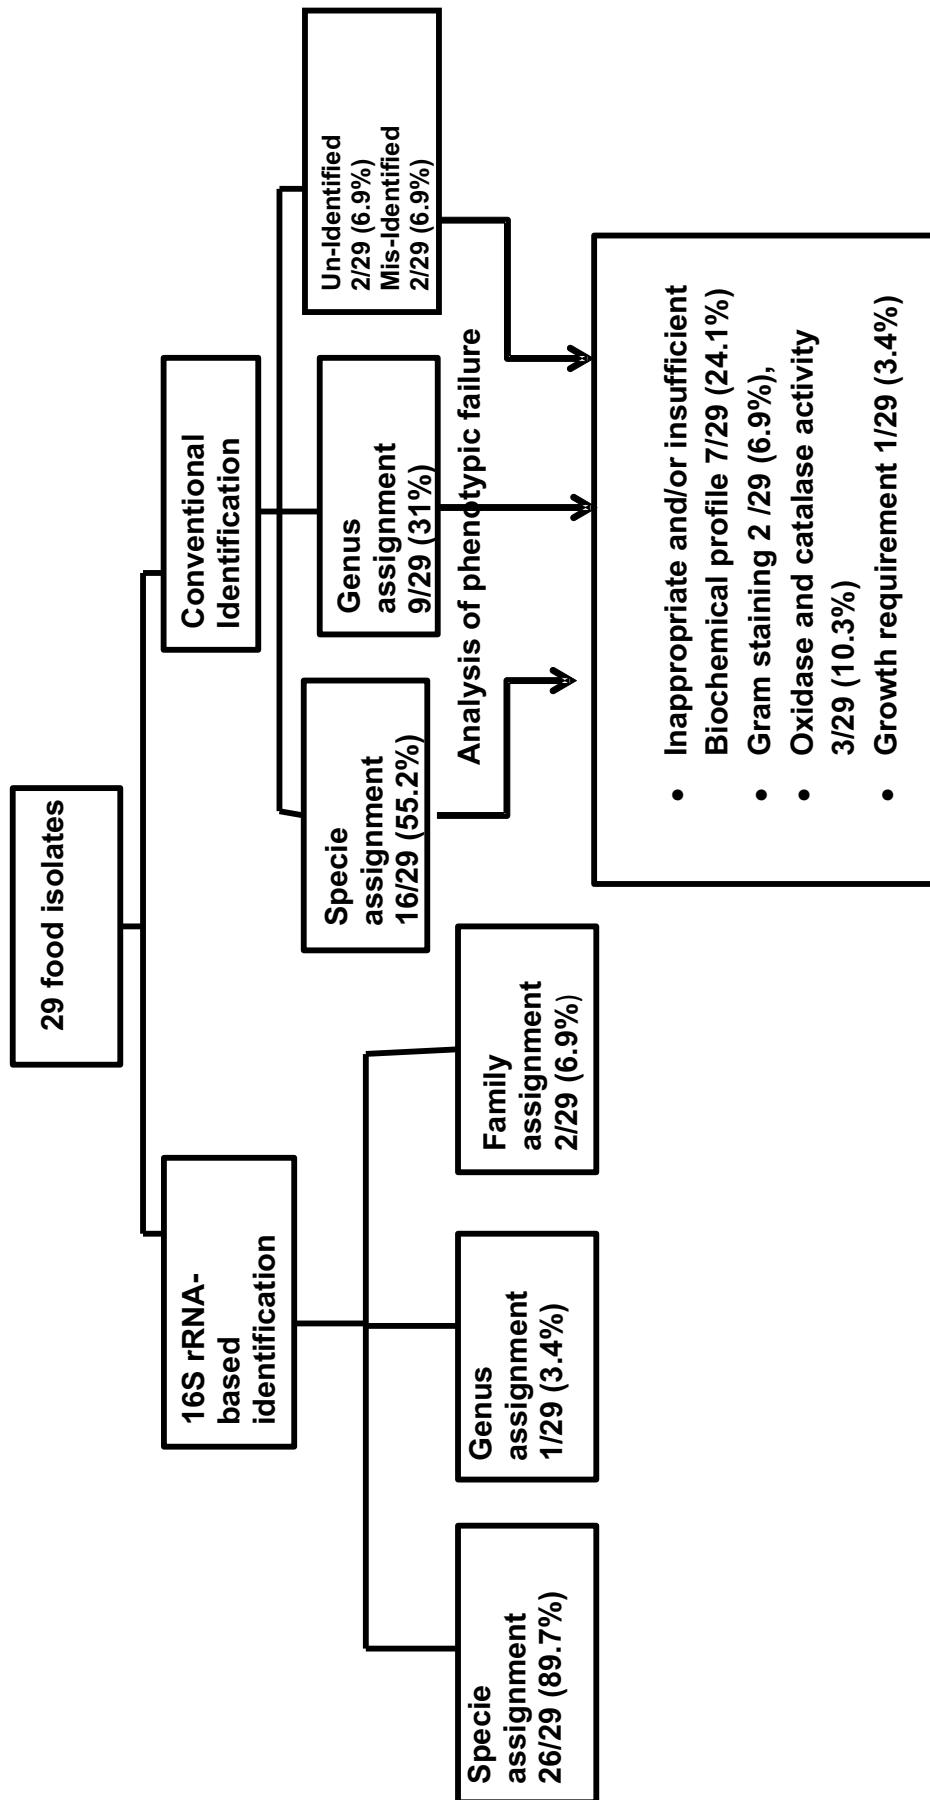 29 food isolates
16S rRNA-
based
identification
Conventional
Identification
Specie
assignment
26/29 (89.7%)
Genus
assignment
1/29 (3.4%)
Family
assignment
2/29 (6.9%)
Specie
assignment
16/29 (55.2%)
Genus
assignment
9/29 (31%)
Un-Identified
2/29 (6.9%)
Mis-Identified
2/29 (6.9%)
Analysis of phenotypic failure
• Inappropriate and/or insufficient
Biochemical profile 7/29 (24.1%)
• Gram staining 2 /29 (6.9%),
• Oxidase and catalase activity
3/29 (10.3%)
• Growth requirement 1/29 (3.4%)